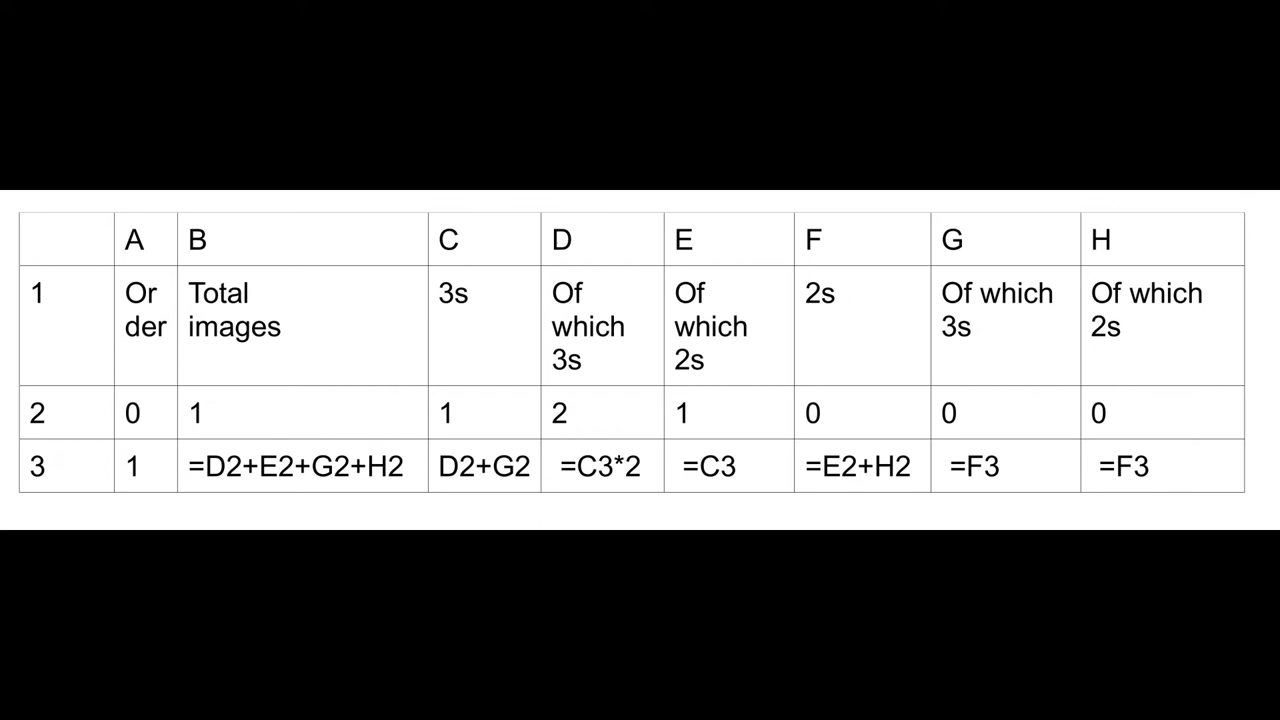 A B C D E F G H
1 Or Total 3s Of Of 2s Of which Of which
der images which which 3s 2s
3s 2s
2 0 1 1 2 1 0 0 0
3 1 =D2+E2+G2+H2 D2+G2 =C3*2 =C3 =E2+H2 =F3 =F3